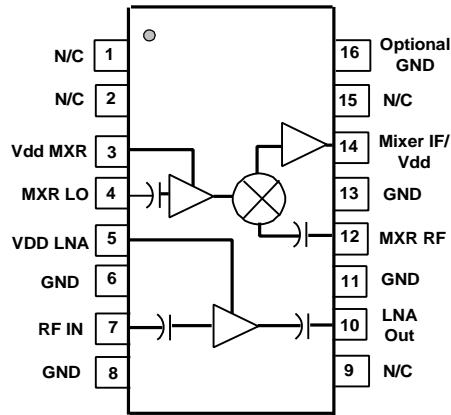 N/C 1
N/C 2
Vdd MXR 3
MXR LO 4
VDD LNA 5
GND 6
RF IN 7
GND 8
16 Optional
GND
15 N/C
14 Mixer IF/
Vdd
13 GND
12 MXR RF
11 GND
10 LNA
Out
9 N/C